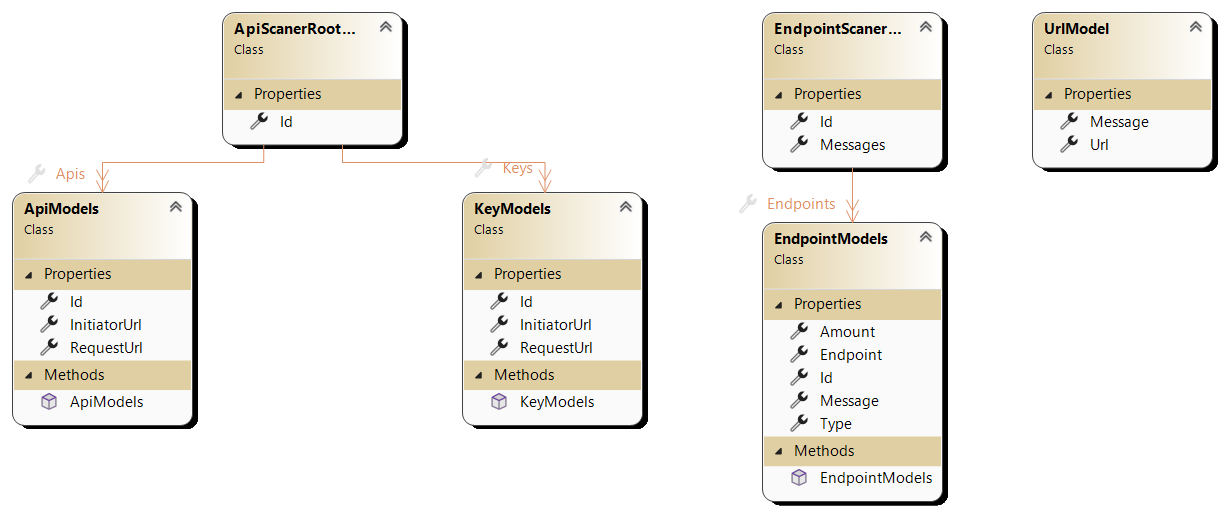 ApiScanerRoot...
Class
Properties
Id
Apis
Keys
ApiModels
Class
Properties
Id
InitiatorUrl
RequestUrl
Methods
ApiModels
KeyModels
Class
Properties
Id
InitiatorUrl
RequestUrl
Methods
KeyModels
EndpointScaner...
Class
Properties
Id
Messages
Endpoints
EndpointModels
Class
Properties
Amount
Endpoint
Id
Message
Type
Methods
EndpointModels
UrlModel
Class
Properties
Message
Url